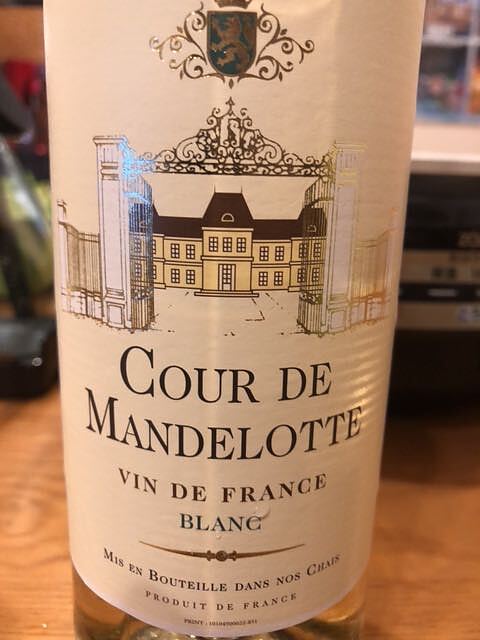 COUR DE
MANDELOTTE
VIN DE FRANCE
BLANC
MIS EN BOUTEILLE DANS NOS CHAIS
PRODUIT DE FRANCE